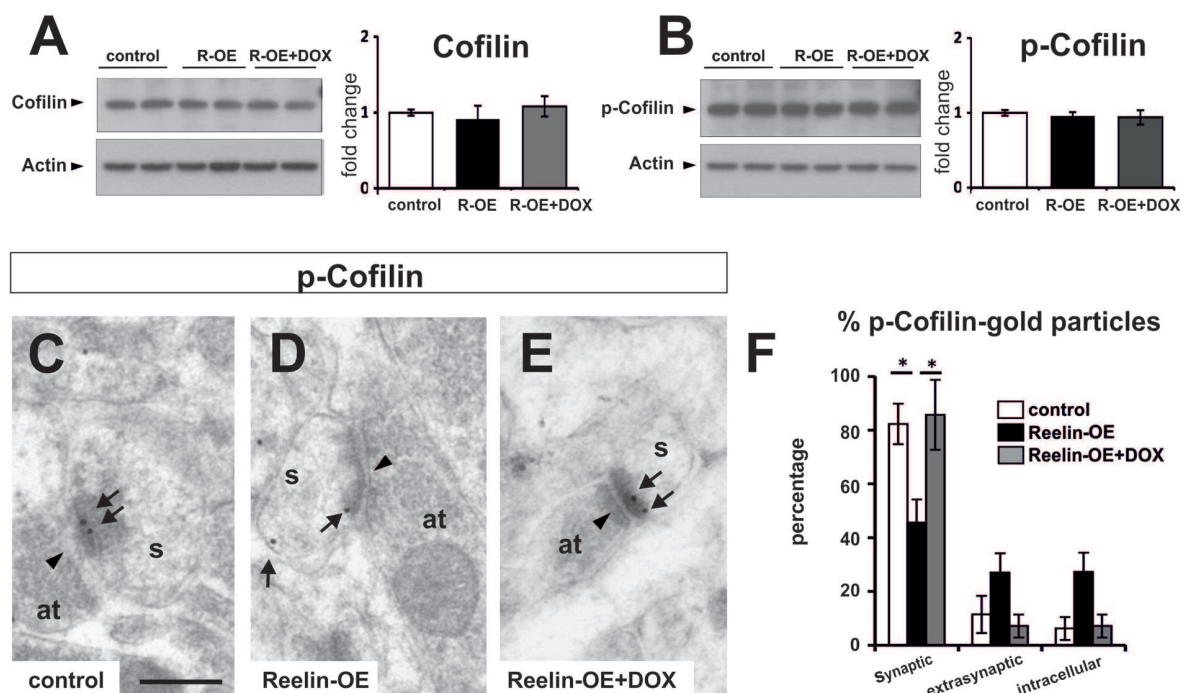 A
control R-OE R-OE+DOX
Cofilin
Actin
Cofilin
fold change
2
1
0
control R-OE R-OE+DOX
B
control R-OE R-OE+DOX
p-Cofilin
Actin
p-Cofilin
fold change
2
1
0
control R-OE R-OE+DOX
p-Cofilin
C
s
at
control
D
s
at
Reelin-OE
E
s
at
Reelin-OE+DOX
F
% p-Cofilin-gold particles
* *
percentage
100
80
60
40
20
0
control
Reelin-OE
Reelin-OE+DOX
Synaptic extrasynaptic intracellular